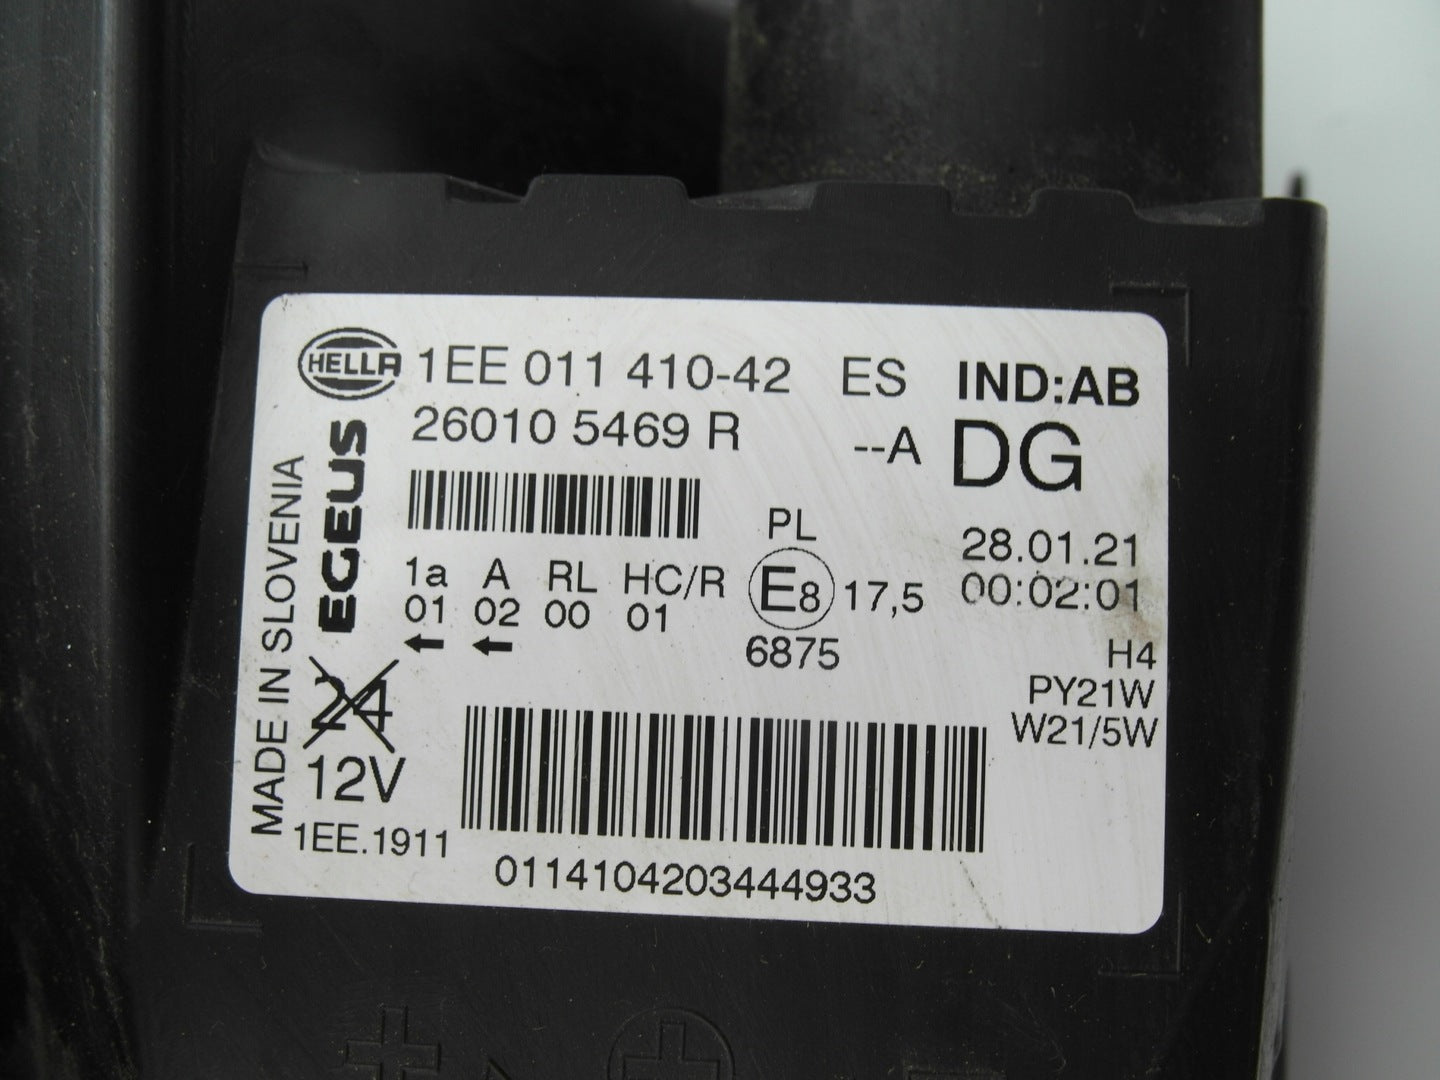 HELLA 1EE 011 410-42 ES IND:AB
26010 5469 R --A DG
MADE IN SLOVENIA
EGEUS
PL
28.01.21
1a A RL HC/R E8 17,5 00:02:01
01 02 00 01
6875 H4
PY21W
W21/5W
24
12V
1EE.1911
0114104203444933